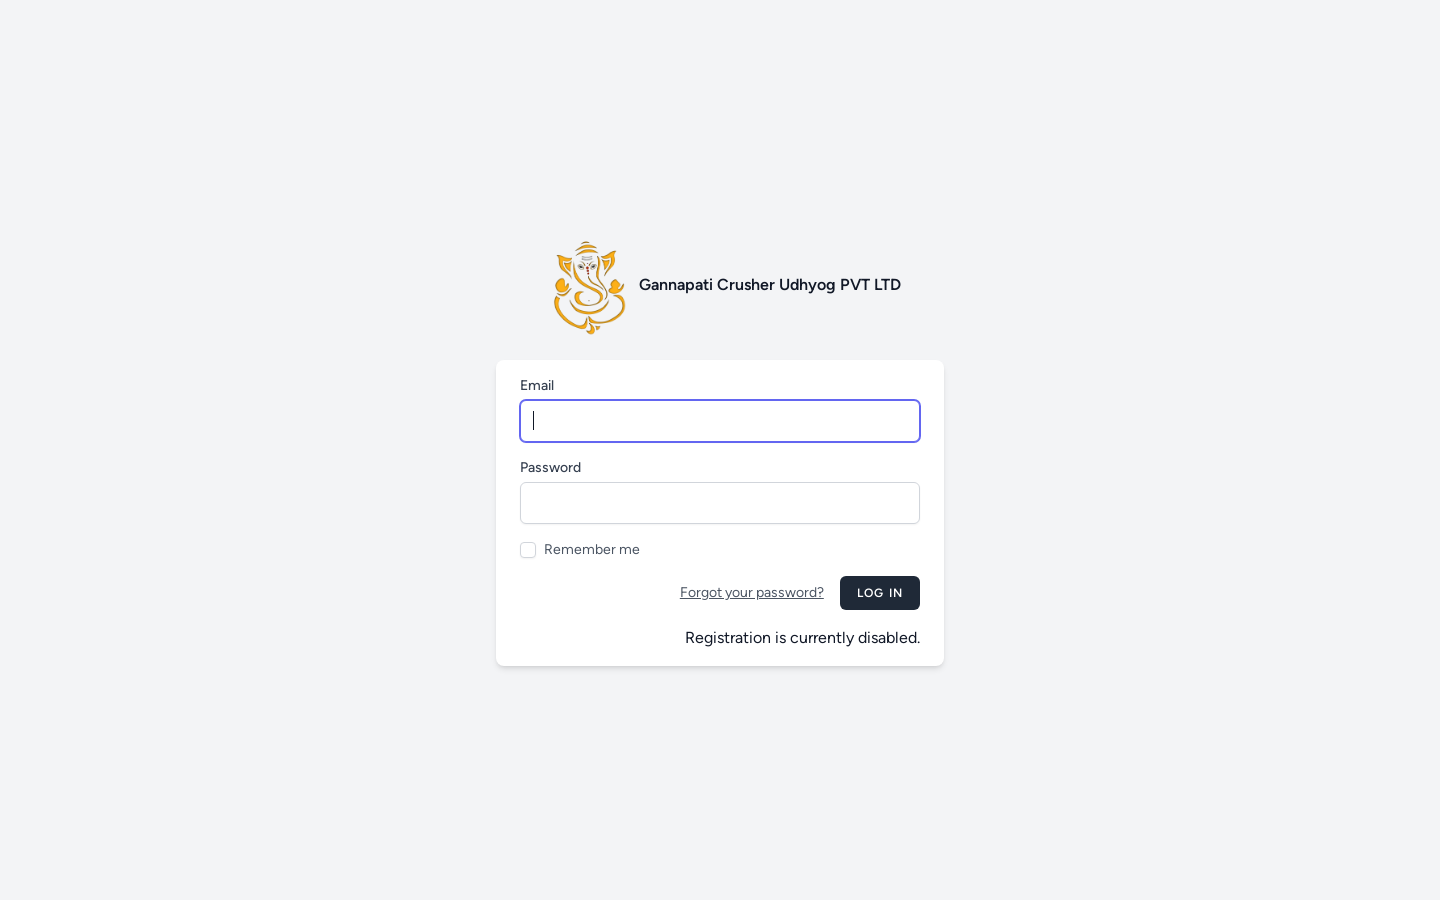 Gannapati Crusher Udhyog PVT LTD
Email
Password
Remember me
Forgot your password?
LOG IN
Registration is currently disabled.